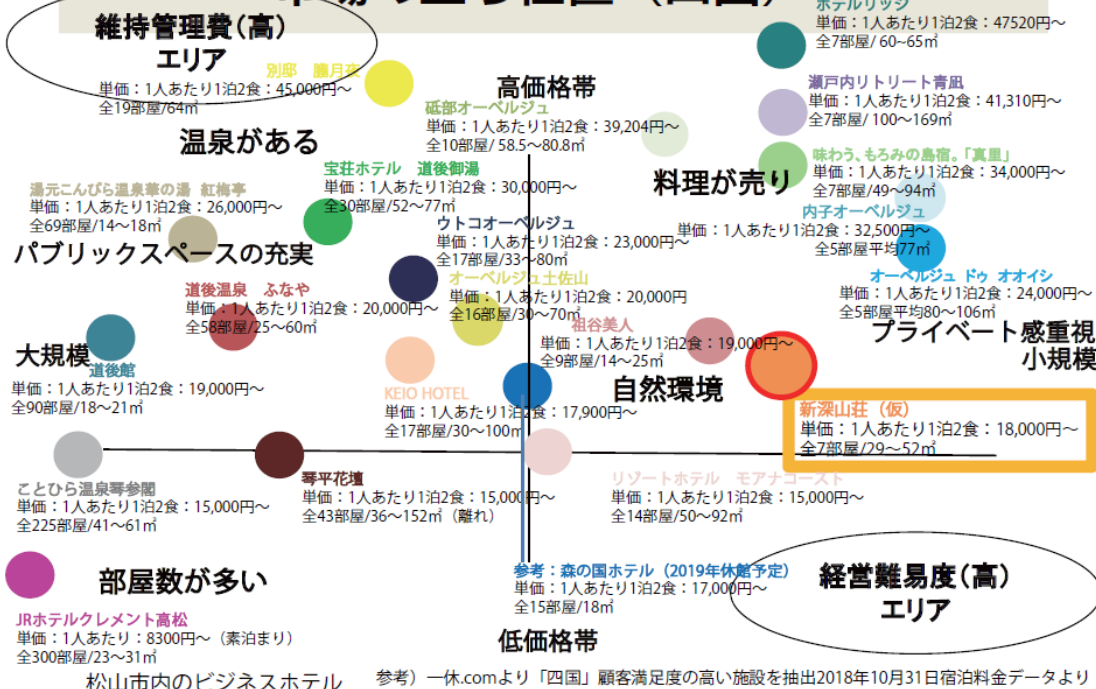 維持管理費(高)
エリア
ホテルリッジ
単価：1人あたり1泊2食：47520円〜
全7部屋/ 60~65㎡
別邸 朧月夜
単価：1人あたり1泊2食：45,000円〜
全19部屋/64㎡
高価格帯
瀬戸内リトリート青凪
単価：1人あたり1泊2食：41,310円〜
全7部屋/ 100〜169㎡
砥部オーベルジュ
単価：1人あたり1泊2食：39,204円〜
全10部屋/ 58.5〜80.8㎡
温泉がある
味わう、もろみの島宿。「真里」
単価：1人あたり1泊2食：34,000円〜
全7部屋/49〜94㎡
宝荘ホテル 道後御湯
単価：1人あたり1泊2食：30,000円〜
全30部屋/52〜77㎡
料理が売り
湯元こんぴら温泉華の湯 紅梅亭
単価：1人あたり1泊2食：26,000円〜
全69部屋/14〜18㎡
内子オーベルジュ
単価：1人あたり1泊2食：32,500円〜
全5部屋平均77㎡
ウトコオーベルジュ
単価：1人あたり1泊2食：23,000円〜
全17部屋/33〜80㎡
パブリックスペースの充実
オーベルジュ ドゥ オオイシ
単価：1人あたり1泊2食：24,000円〜
全5部屋平均80〜106㎡
オーベルジュ土佐山
単価：1人あたり1泊2食：20,000円
全16部屋/30〜70㎡
道後温泉 ふなや
単価：1人あたり1泊2食：20,000円〜
全58部屋/25〜60㎡
プライベート感重視
小規模
祖谷美人
単価：1人あたり1泊2食：19,000円〜
全9部屋/14〜25㎡
大規模
道後館
単価：1人あたり1泊2食：19,000円〜
全90部屋/18〜21㎡
自然環境
KEIO HOTEL
単価：1人あたり1泊2食：17,900円〜
全17部屋/30〜100㎡
新深山荘（仮）
単価：1人あたり1泊2食：18,000円〜
全7部屋/29〜52㎡
ことひら温泉琴参閣
単価：1人あたり1泊2食：15,000円〜
全225部屋/41〜61㎡
琴平花壇
単価：1人あたり1泊2食：15,000円〜
全43部屋/36〜152㎡（離れ）
リゾートホテル モアナコースト
単価：1人あたり1泊2食：15,000円〜
全14部屋/50〜92㎡
部屋数が多い
参考：森の国ホテル（2019年休館予定）
単価：1人あたり1泊2食：17,000円〜
全15部屋/18㎡
経営難易度(高)
エリア
JRホテルクレメント高松
単価：1人あたり：8300円〜（素泊まり）
全300部屋/23〜31㎡
低価格帯
松山市内のビジネスホテル
参考）一休.comより「四国」顧客満足度の高い施設を抽出2018年10月31日宿泊料金データより